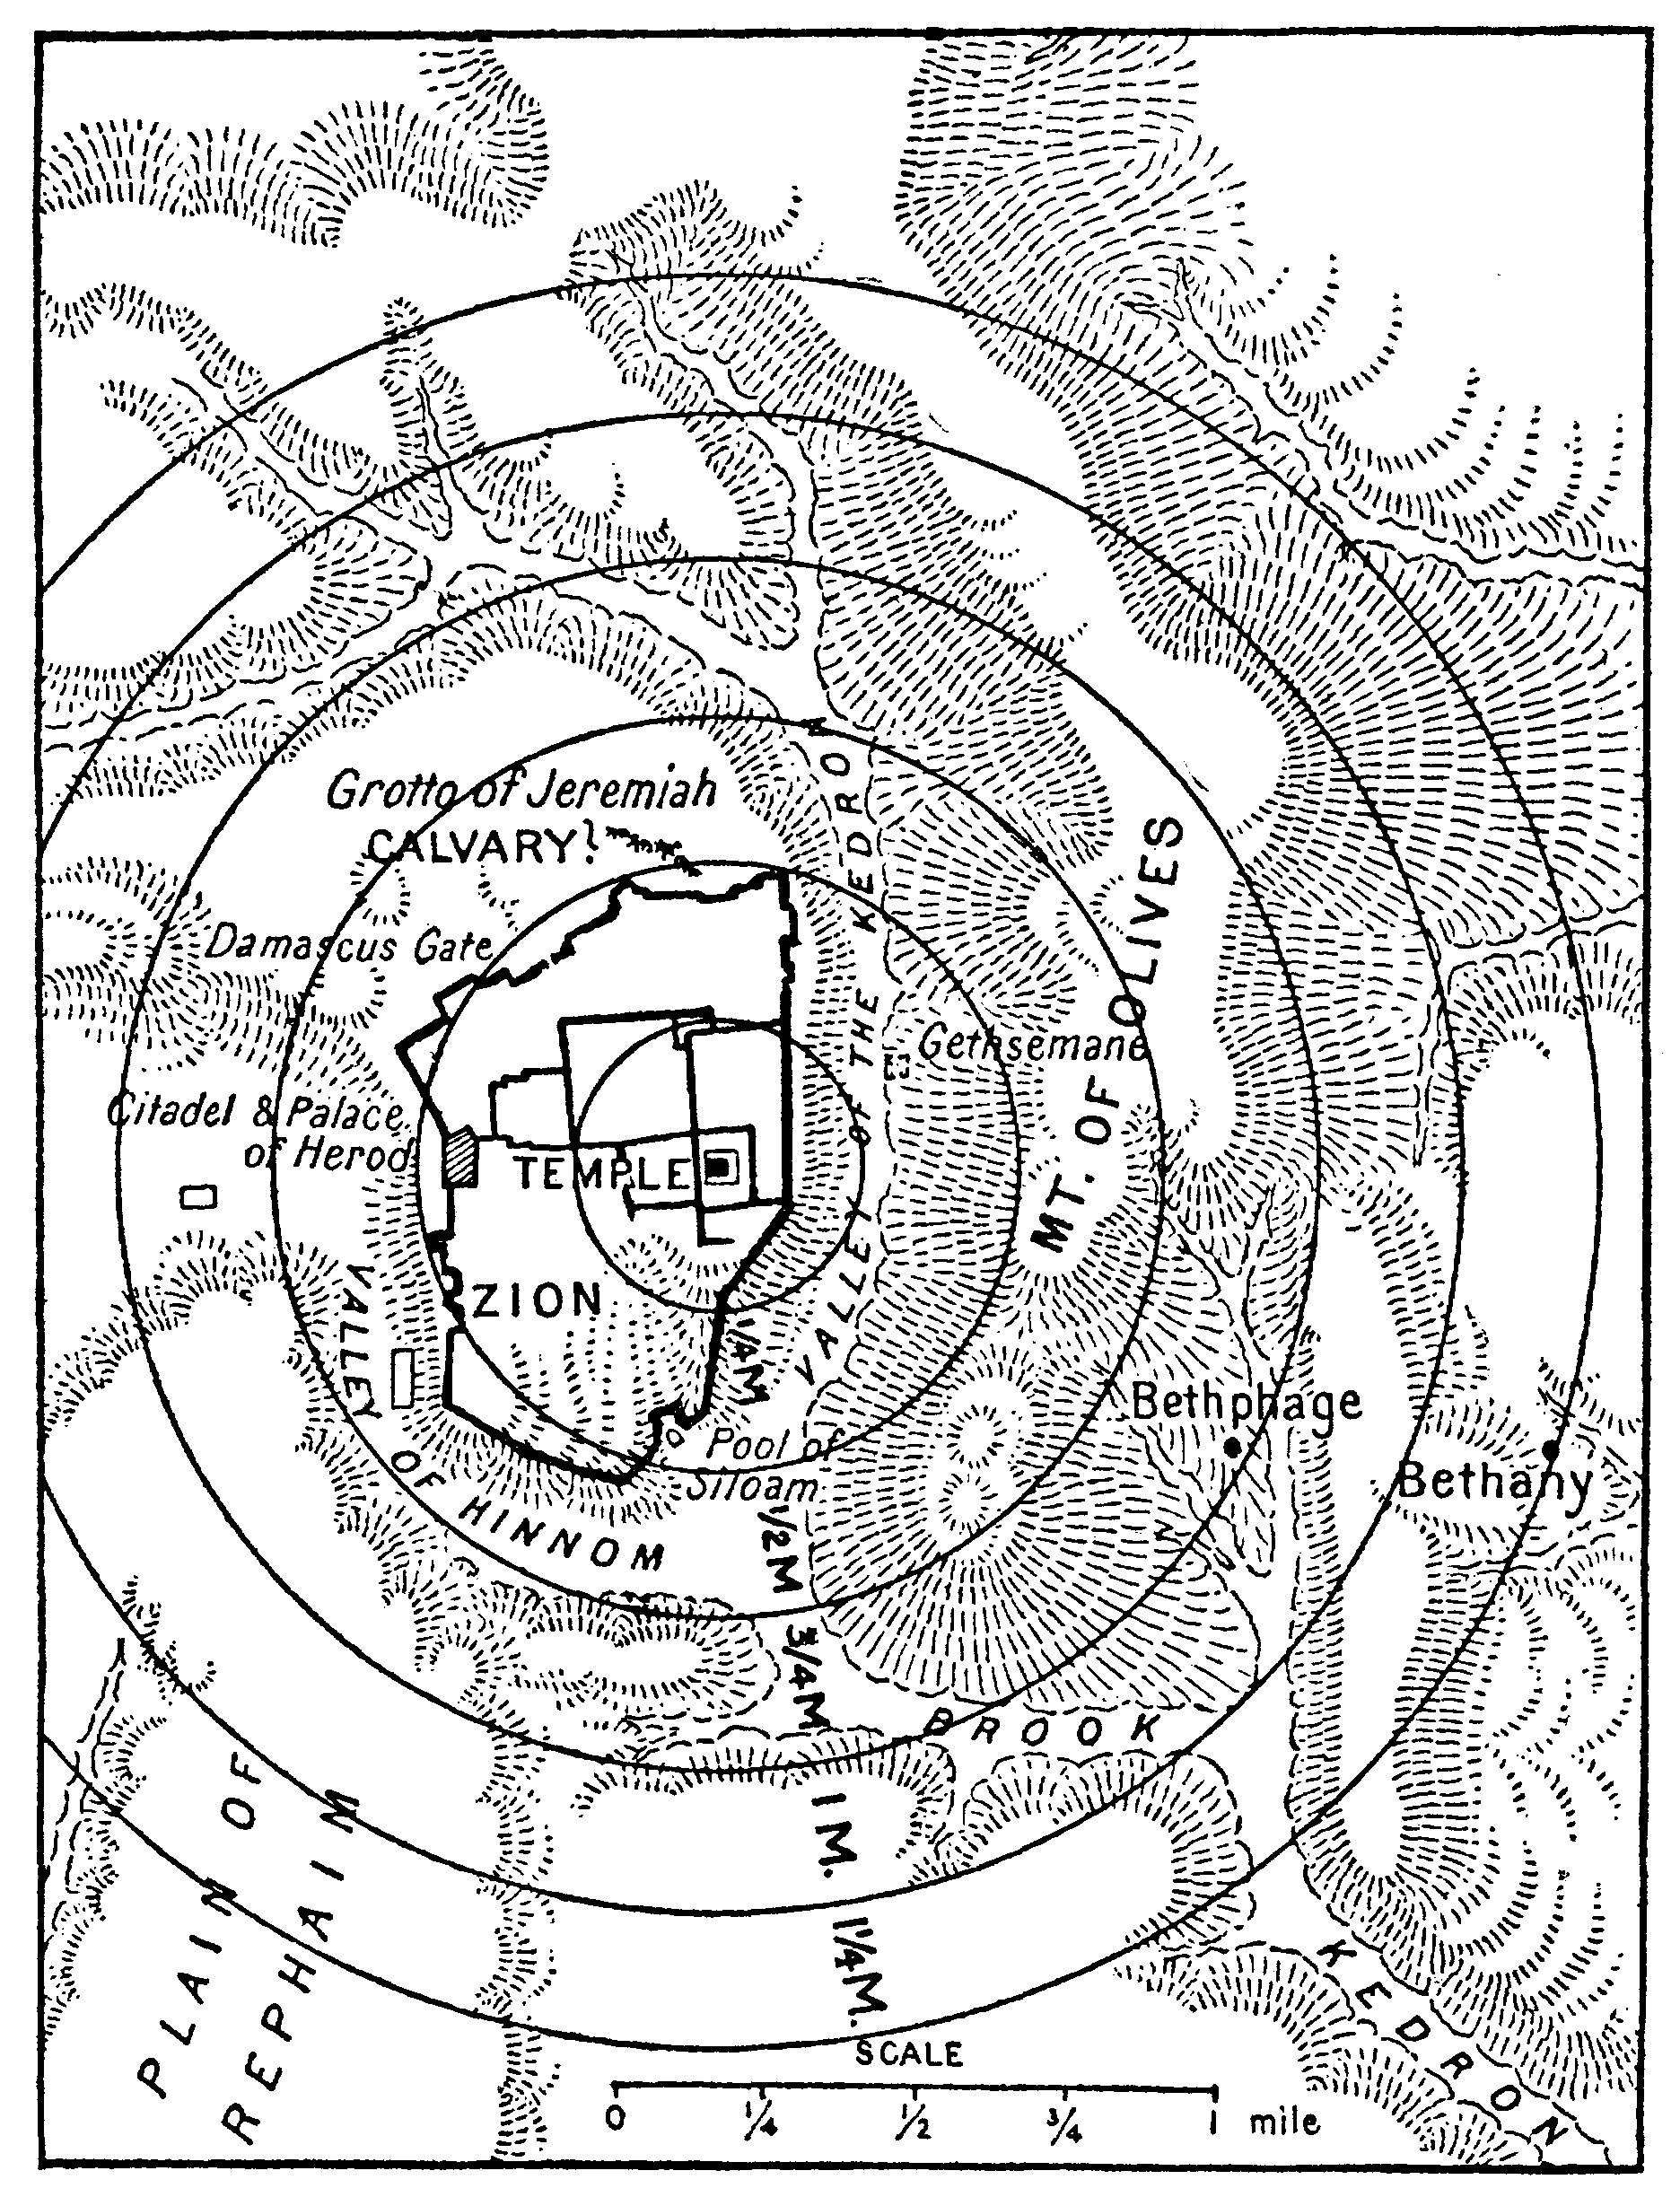 Grotto of Jeremiah
CALVARY?
Damascus Gate
VALLEY of THE KEDRON
MT. OF OLIVES
Gethsemane
Citadel & Palace
of Herod
TEMPLE
ZION
VALLEY OF HINNOM
Pool of
Siloam
Bethphage
Bethany
1/4 M
1/2 M
3/4 M
1 M.
1 1/4 M.
BROOK KEDRON
PLAIN OF
REPHAIM
SCALE
0 1/4 1/2 3/4 1 mile